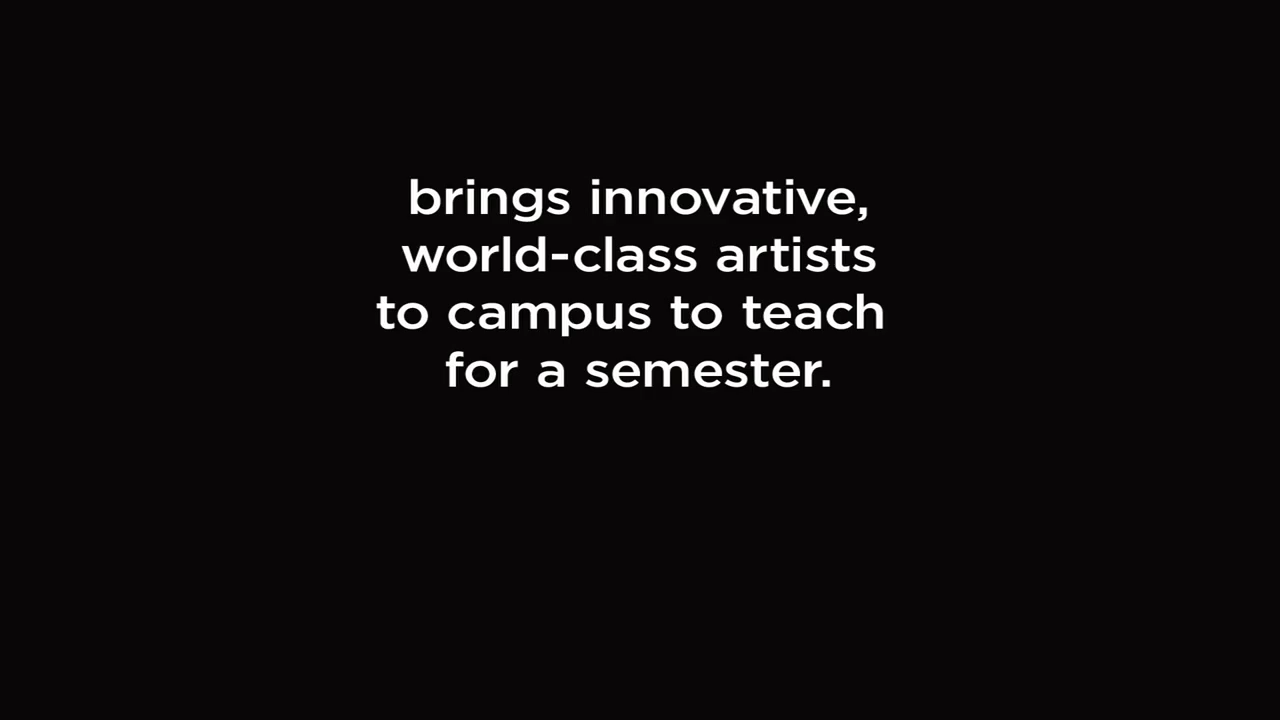 brings innovative,
world-class artists
to campus to teach
for a semester.